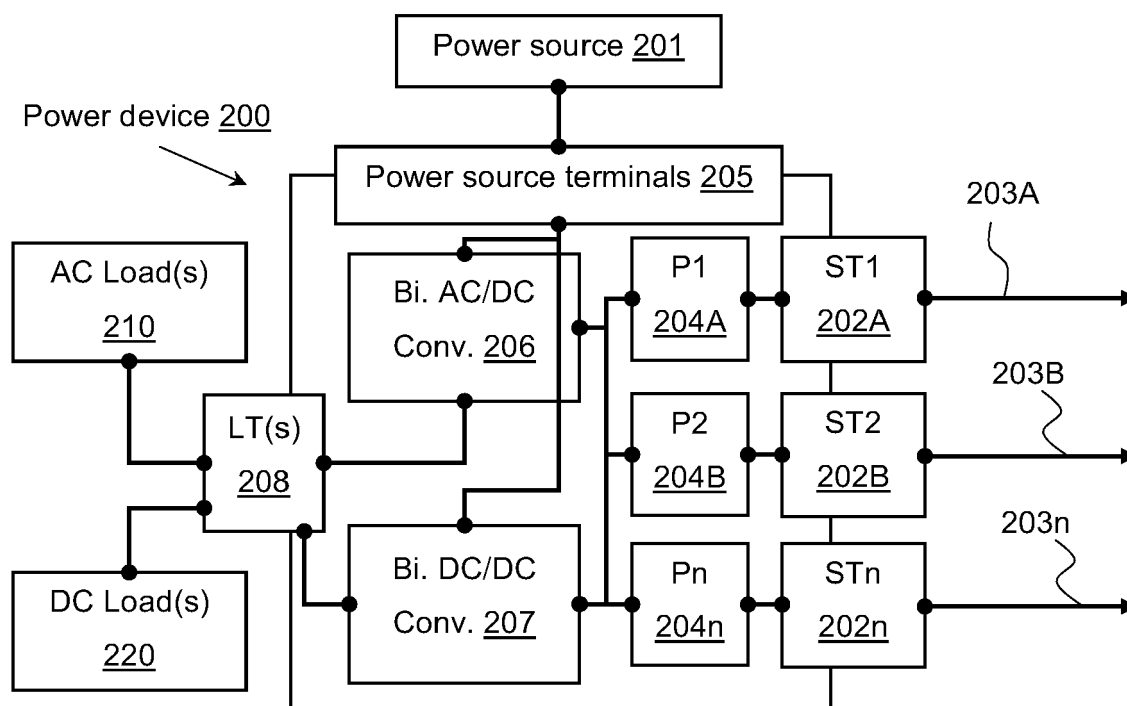 Power source 201
Power device 200
Power source terminals 205
203A
AC Load(s)
210
Bi. AC/DC
Conv. 206
P1
204A
ST1
202A
203B
LT(s)
208
P2
204B
ST2
202B
203n
DC Load(s)
220
Bi. DC/DC
Conv. 207
Pn
204n
STn
202n